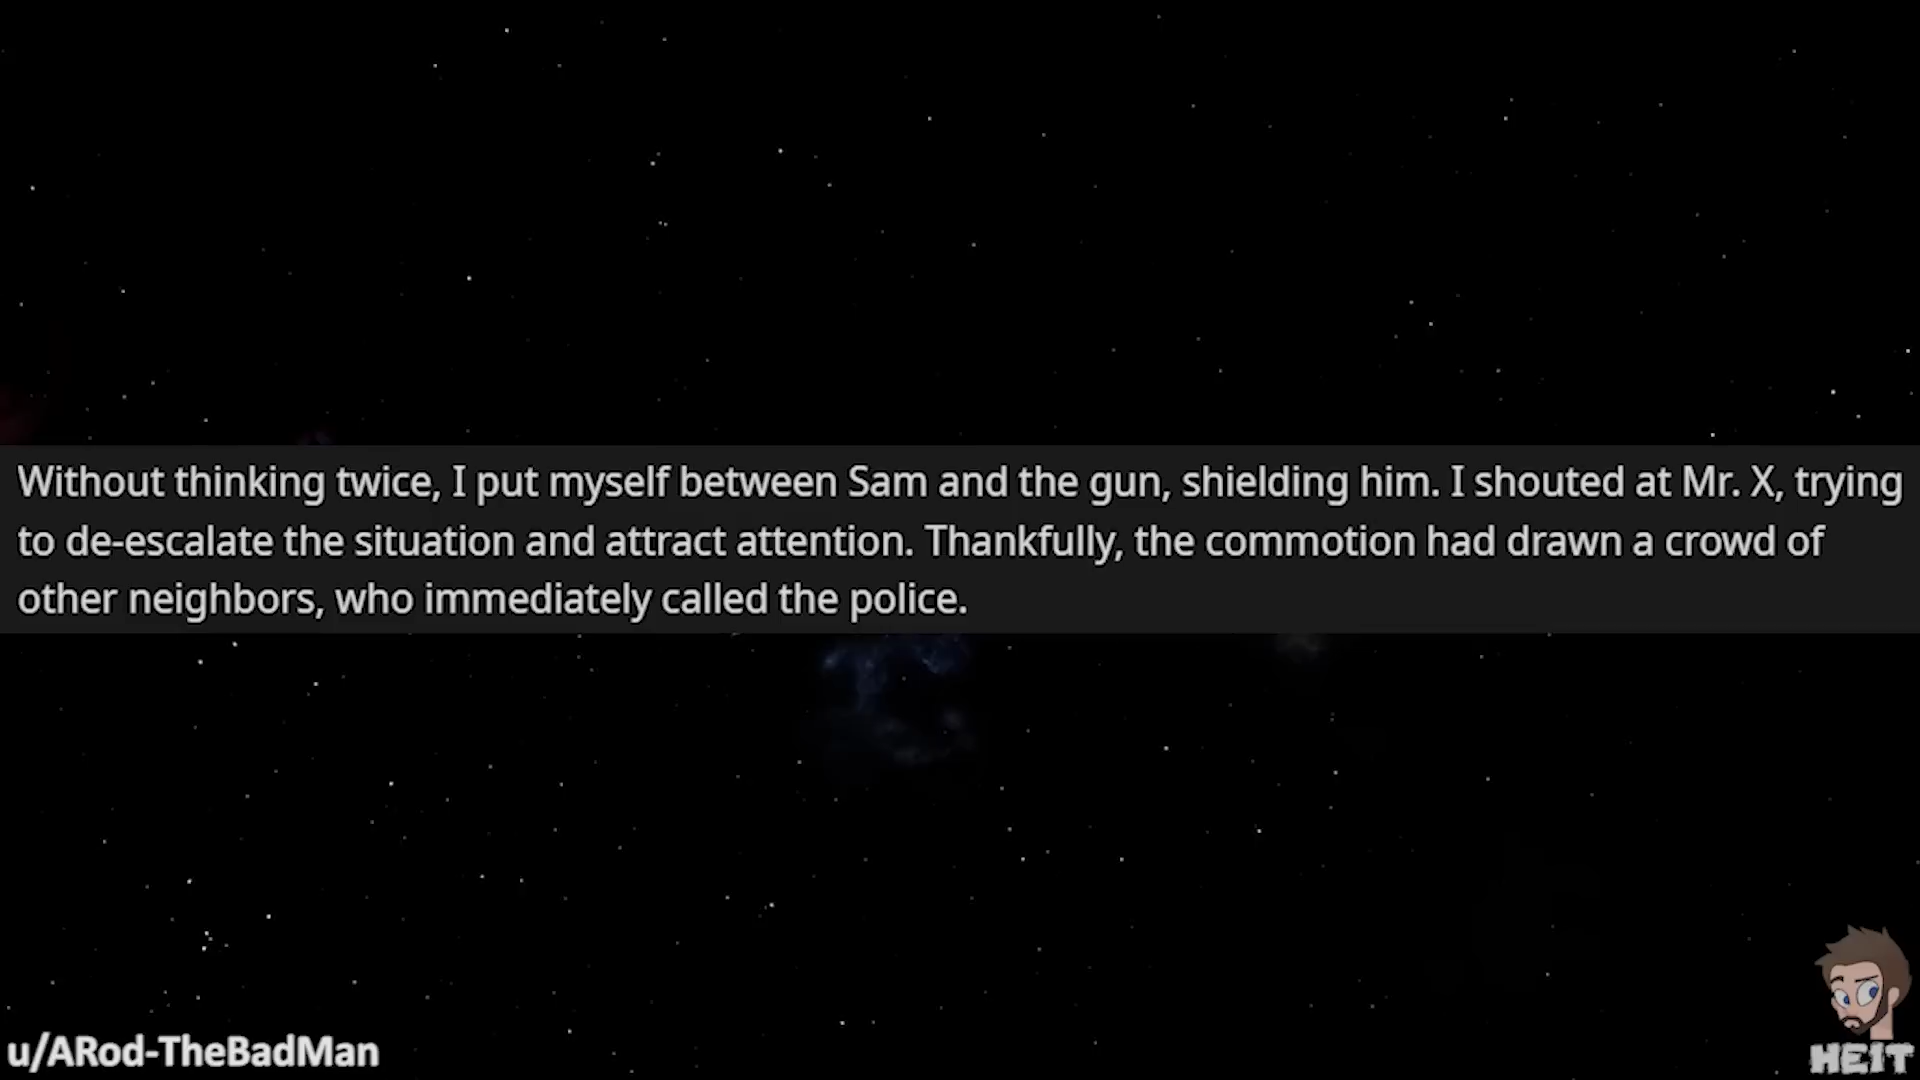 Without thinking twice, I put myself between Sam and the gun, shielding him. I shouted at Mr. X, trying
to de-escalate the situation and attract attention. Thankfully, the commotion had drawn a crowd of
other neighbors, who immediately called the police.
u/ARod-TheBadMan
HEIT